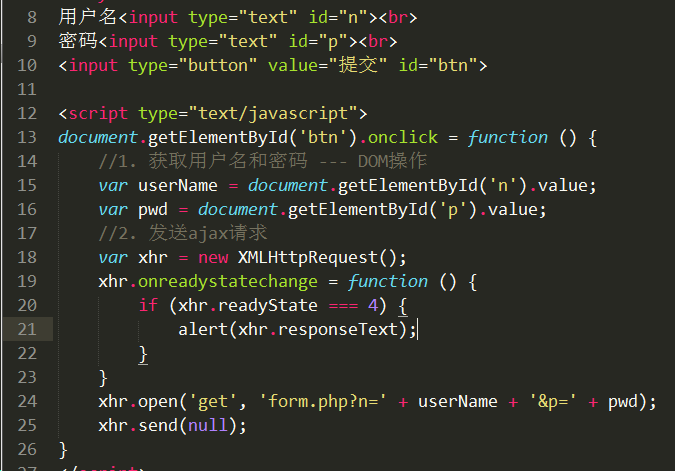 8 用户名<input type="text" id="n"><br>
9 密码<input type="text" id="p"><br>
10 <input type="button" value="提交" id="btn">
11
12 <script type="text/javascript">
13 document.getElementById('btn').onclick = function () {
14     //1. 获取用户名和密码 --- DOM操作
15     var userName = document.getElementById('n').value;
16     var pwd = document.getElementById('p').value;
17     //2. 发送ajax请求
18     var xhr = new XMLHttpRequest();
19     xhr.onreadystatechange = function () {
20         if (xhr.readyState === 4) {
21             alert(xhr.responseText);
22         }
23     }
24     xhr.open('get', 'form.php?n=' + userName + '&p=' + pwd);
25     xhr.send(null);
26 }
27 </script>